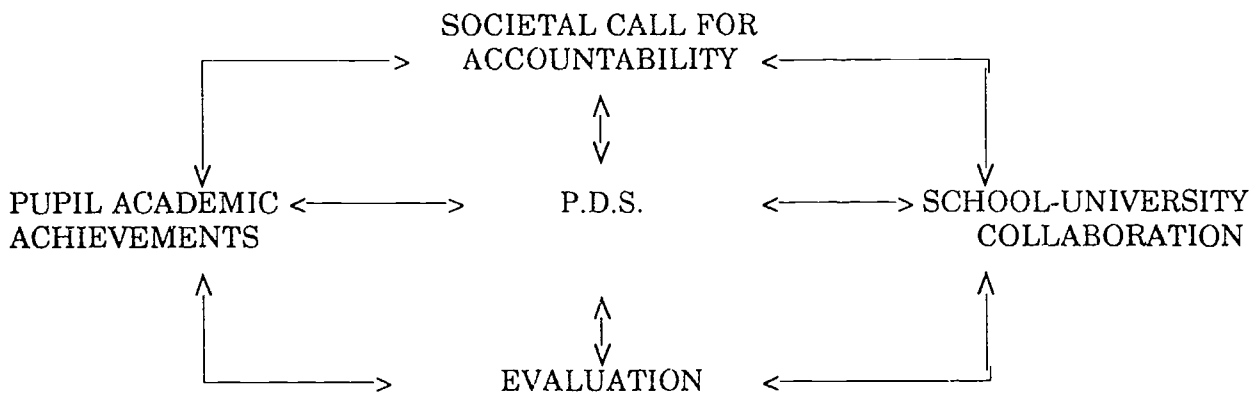 SOCIETAL CALL FOR
ACCOUNTABILITY
PUPIL ACADEMIC
ACHIEVEMENTS
P.D.S.
SCHOOL-UNIVERSITY
COLLABORATION
EVALUATION